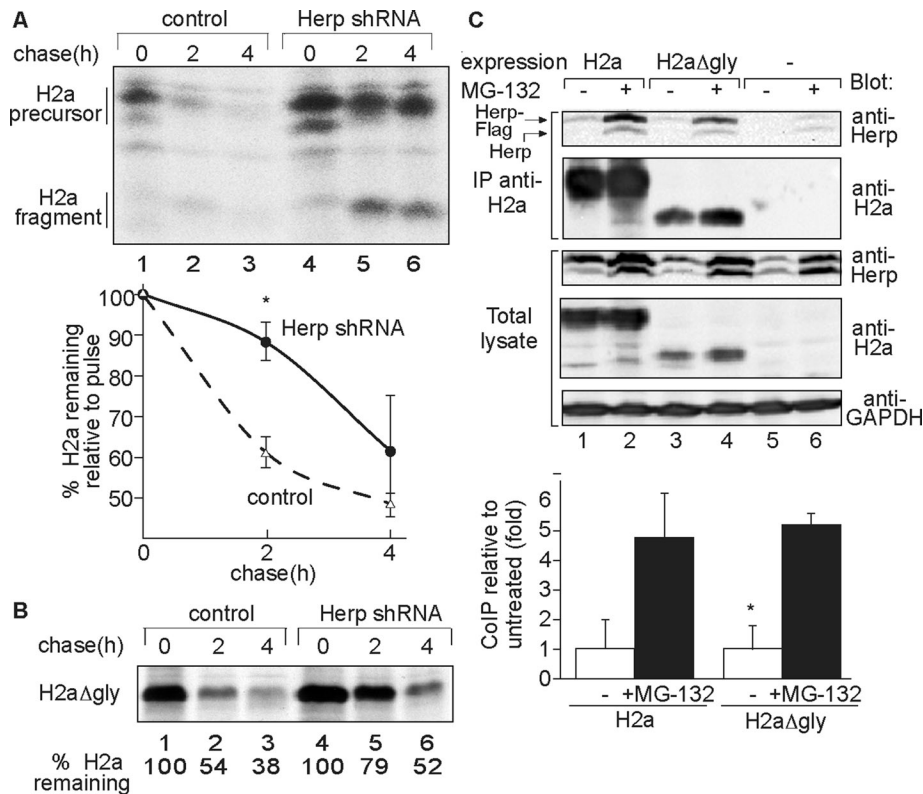 A
control Herp shRNA
chase(h) 0 2 4 0 2 4
H2a
precursor
H2a
fragment
1 2 3 4 5 6
100
90
80
70
60
50
% H2a remaining
relative to pulse
*
Herp shRNA
control
0 2 4
chase(h)
B
control Herp shRNA
chase(h) 0 2 4 0 2 4
H2aΔgly
1 2 3 4 5 6
% H2a
remaining
100 54 38 100 79 52
C
expression H2a H2aΔgly -
MG-132 - + - + - + Blot:
Herp-
Flag
Herp
anti-
Herp
IP anti-
H2a
anti-
H2a
anti-
Herp
Total
lysate
anti-
H2a
anti-
GAPDH
1 2 3 4 5 6
CoIP relative to
untreated (fold)
6
5
4
2
1
0
*
- +MG-132 - +MG-132
H2a H2aΔgly